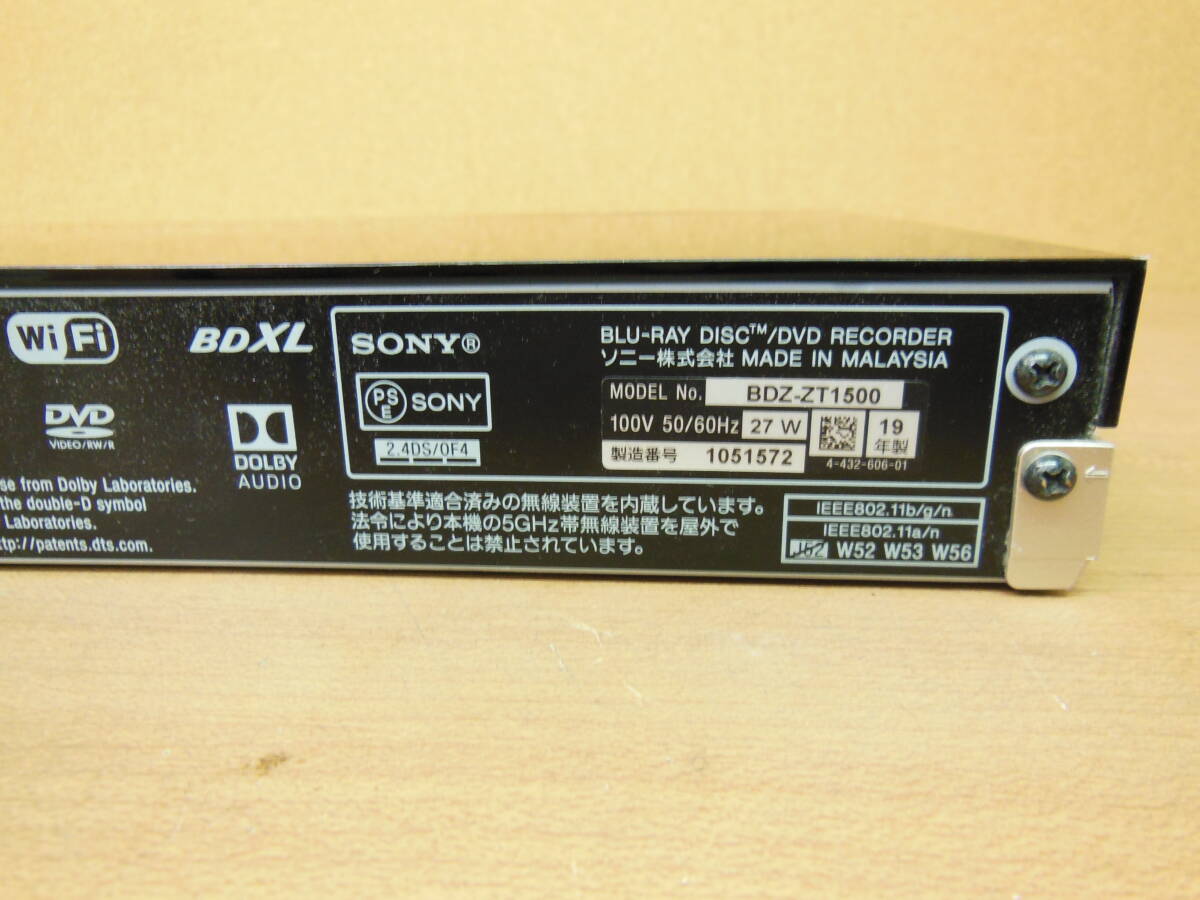 Wi Fi
BDXL
DVD
VIDEO/RW/R
DOLBY
AUDIO
se from Dolby Laboratories.
the double-D symbol
Laboratories.
http://patents.dts.com.
SONY®
BLU-RAY DISC™/DVD RECORDER
ソニー株式会社 MADE IN MALAYSIA
PS
E
SONY
2.4DS/OF4
MODEL No. BDZ-ZT1500
100V 50/60Hz 27 W
19
年製
製造番号 1051572
4-432-606-01
技術基準適合済みの無線装置を内蔵しています。
法令により本機の5GHz帯無線装置を屋外で
使用することは禁止されています。
IEEE802.11b/g/n
IEEE802.11a/n
J52 W52 W53 W56